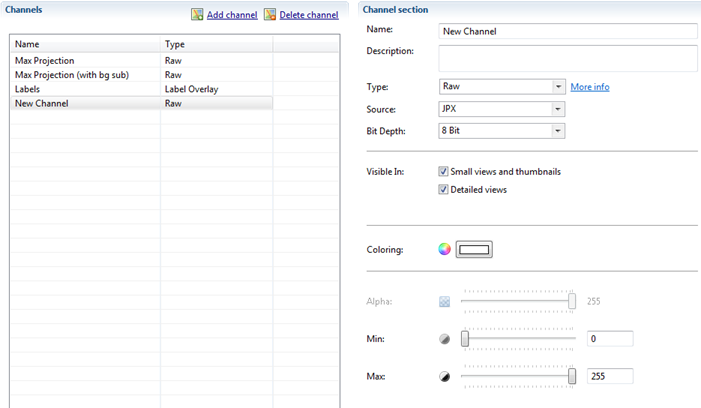 Channels
Add channel Delete channel
Name Type
Max Projection Raw
Max Projection (with bg sub) Raw
Labels Label Overlay
New Channel Raw
Channel section
Name: New Channel
Description:
Type: Raw More info
Source: JPX
Bit Depth: 8 Bit
Visible In: Small views and thumbnails
Detailed views
Coloring:
Alpha: 255
Min: 0
Max: 255